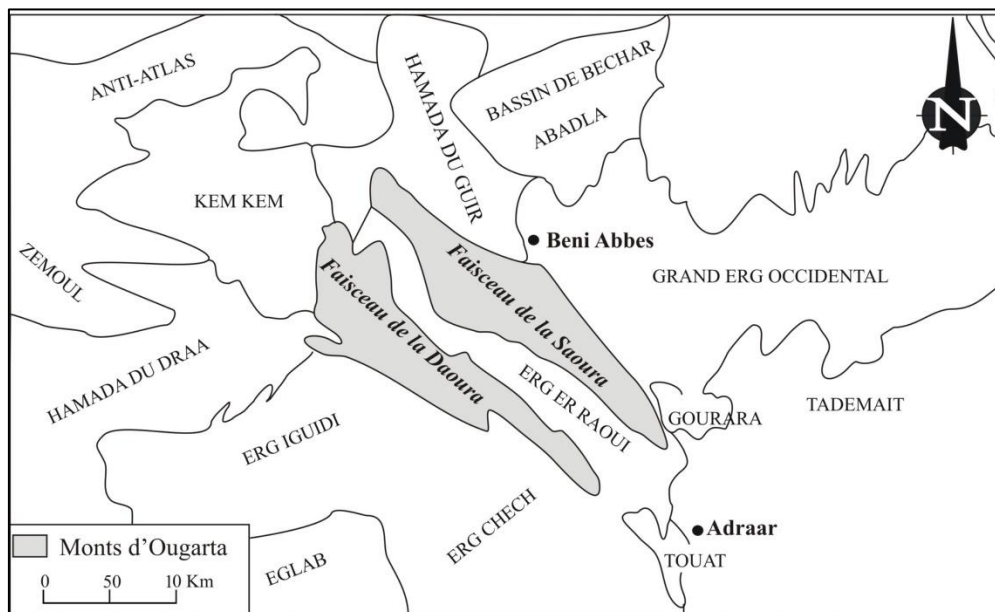 ANTI-ATLAS
HAMADA DU GUIR
BASSIN DE BECHAR
ABADLA
N
KEM KEM
Beni Abbes
ZEMOUL
GRAND ERG OCCIDENTAL
Faisceau de la Daoura
Faisceau de la Saoura
HAMADA DU DRAA
ERG ER RAOUI
GOURARA
TADEMAIT
ERG IGUIDI
ERG CHECH
Adraar
TOUAT
EGLAB
Monts d'Ougarta
0 50 10 Km